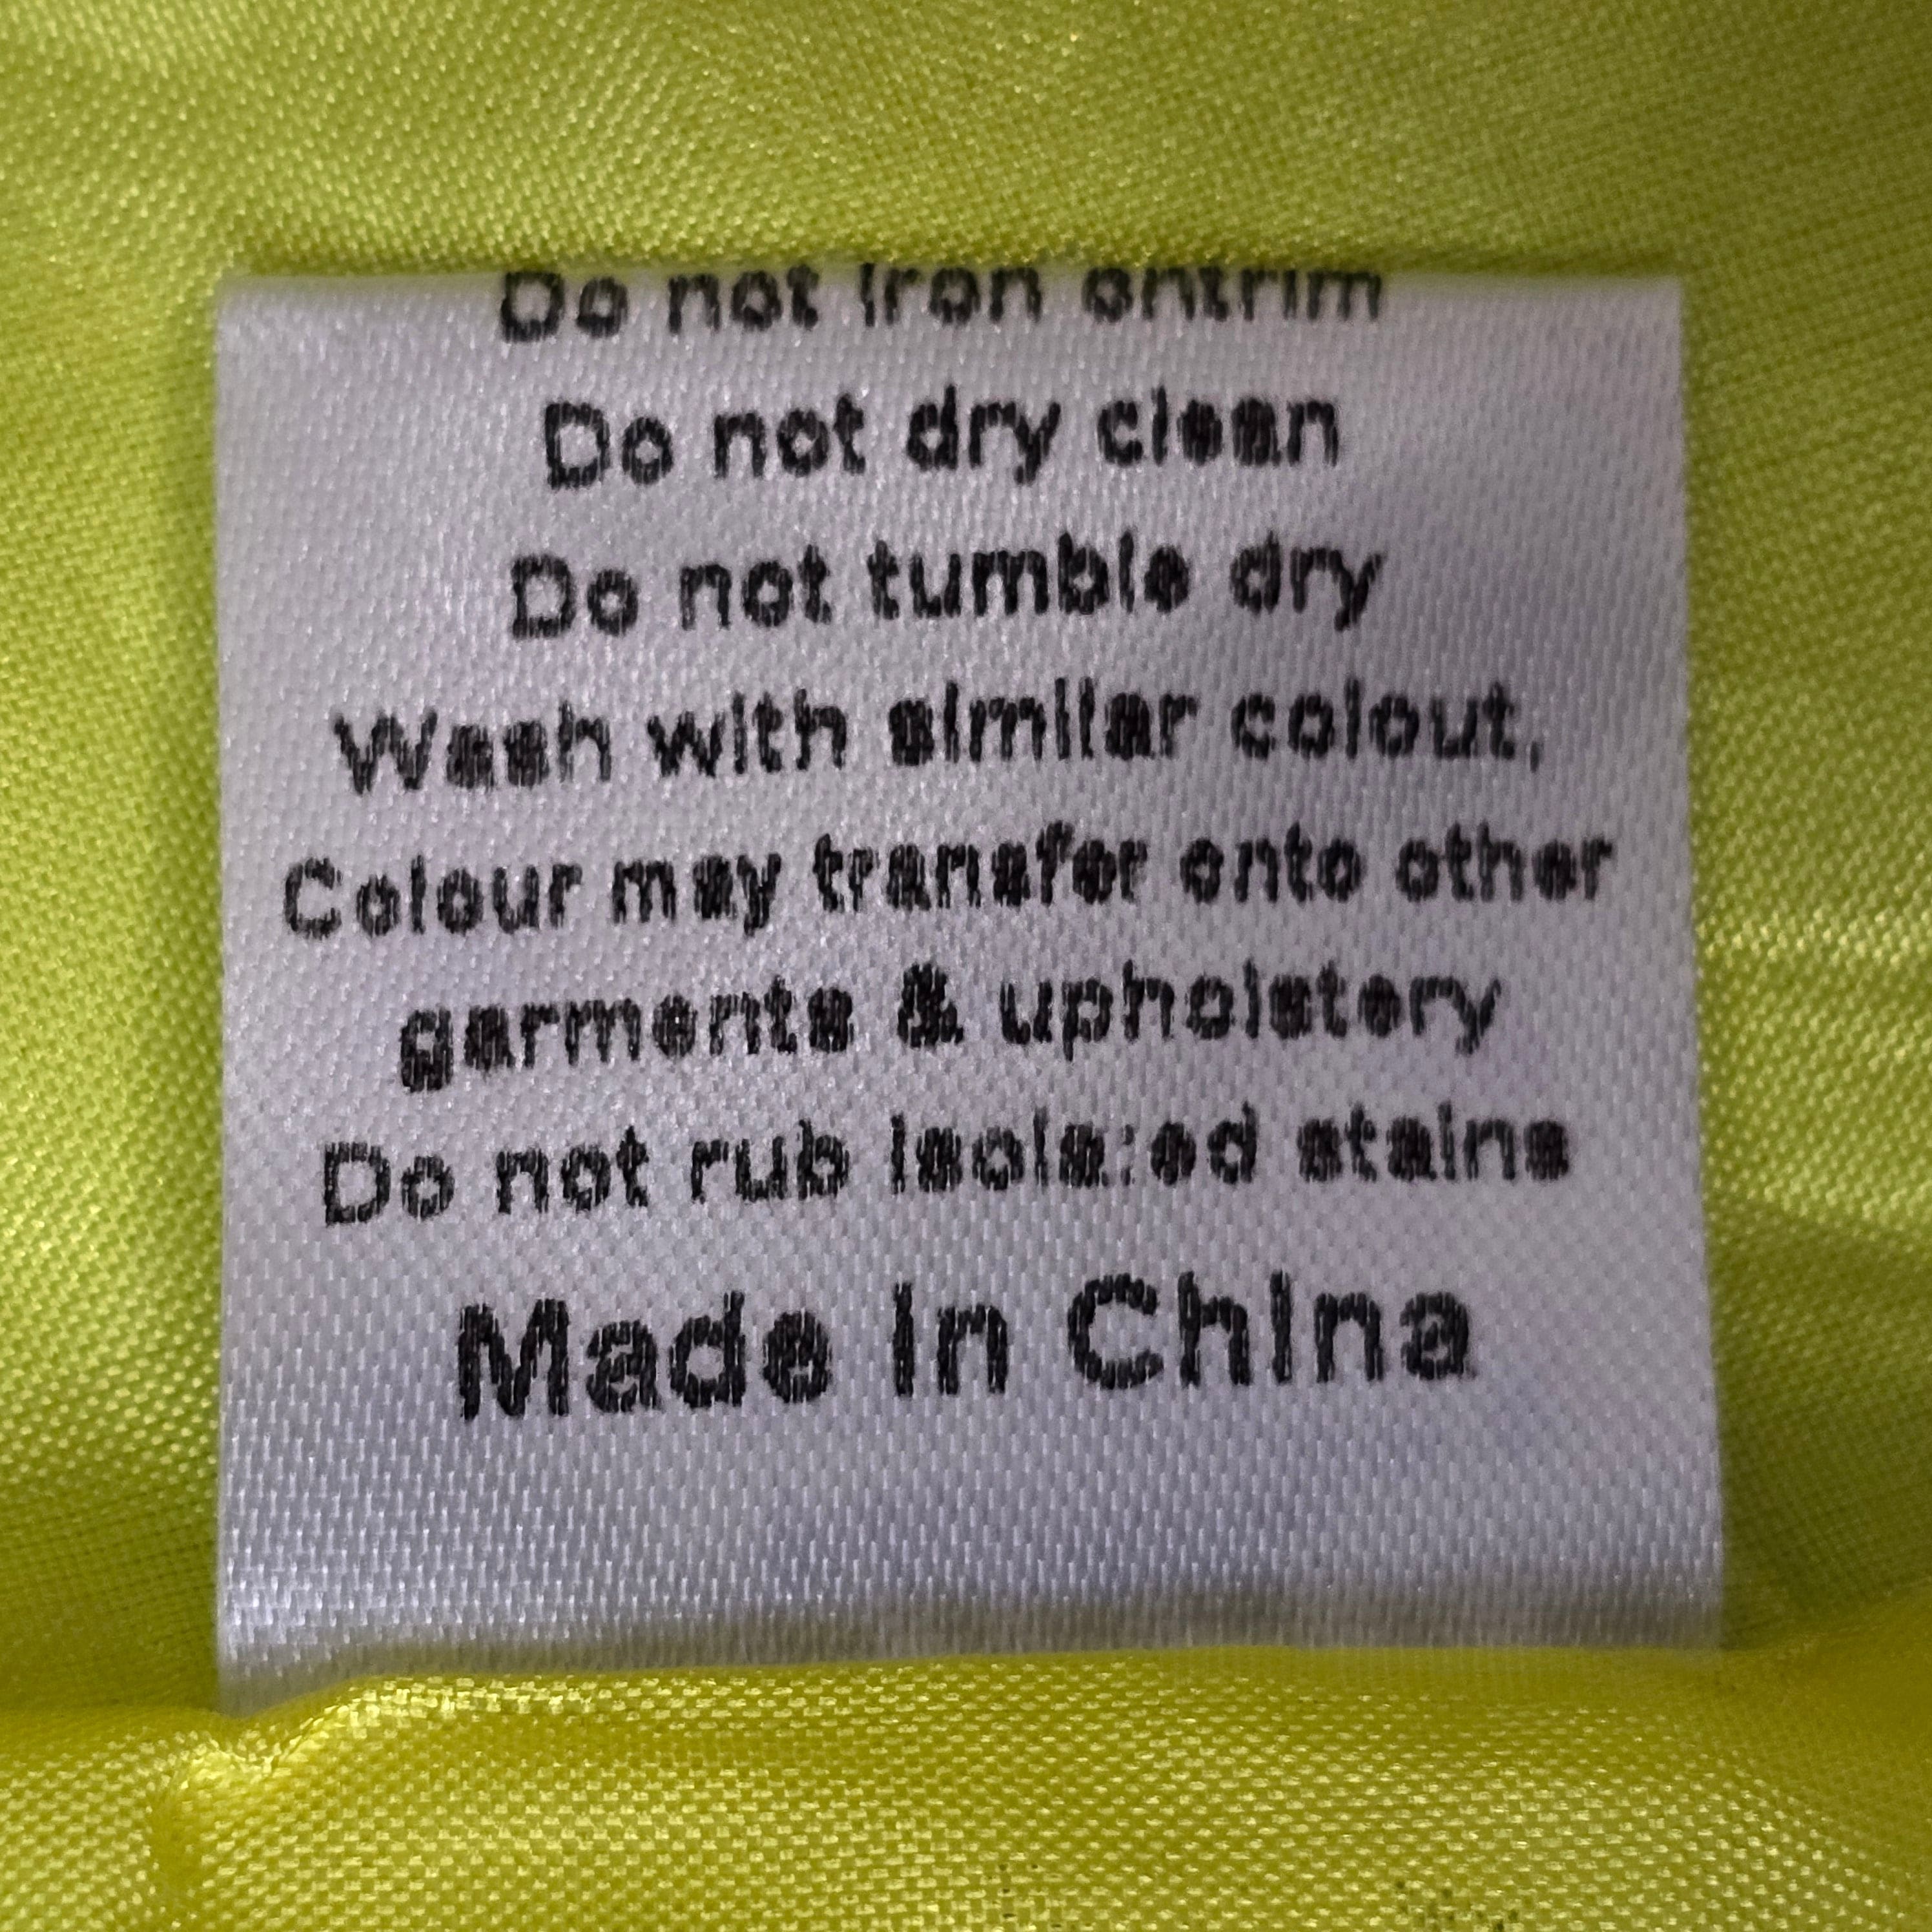 Do not iron ontrim
Do not dry clean
Do not tumble dry
Wash with similar colout,
Colour may transfer onto other
garments & upholstery
Do not rub isolated stains
Made in China